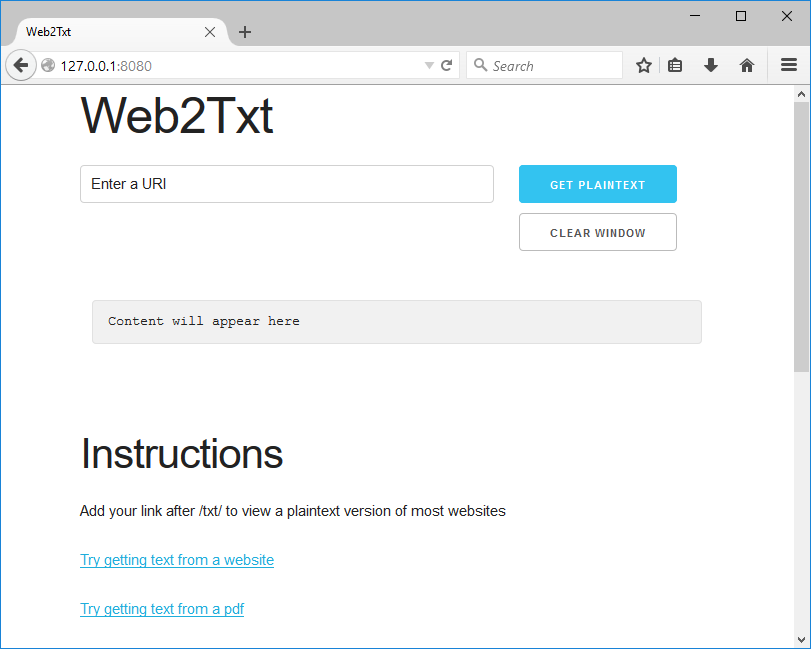 Web2Txt
127.0.0.1:8080
Search
Web2Txt
Enter a URI
GET PLAINTEXT
CLEAR WINDOW
Content will appear here
Instructions
Add your link after /txt/ to view a plaintext version of most websites
Try getting text from a website
Try getting text from a pdf